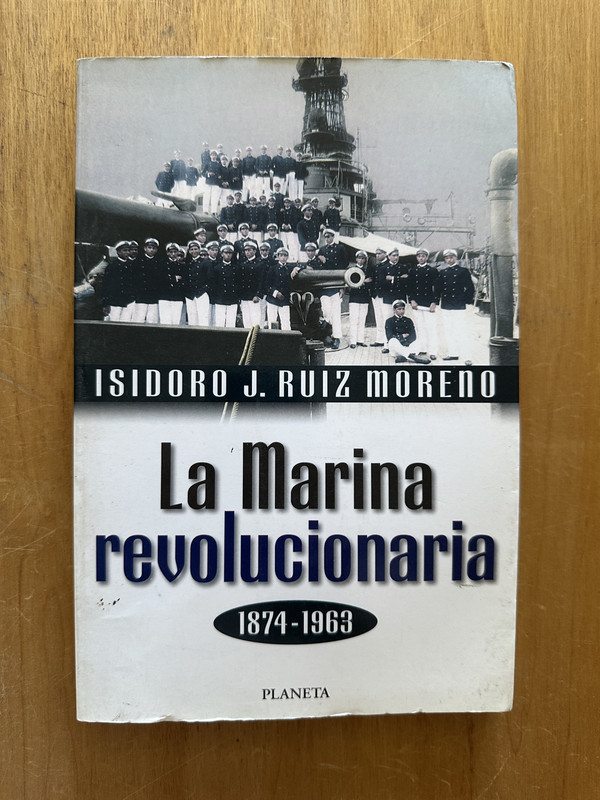 ISIDORO J. RUIZ MORENO
La Marina
revolucionaria
1874-1963
PLANETA